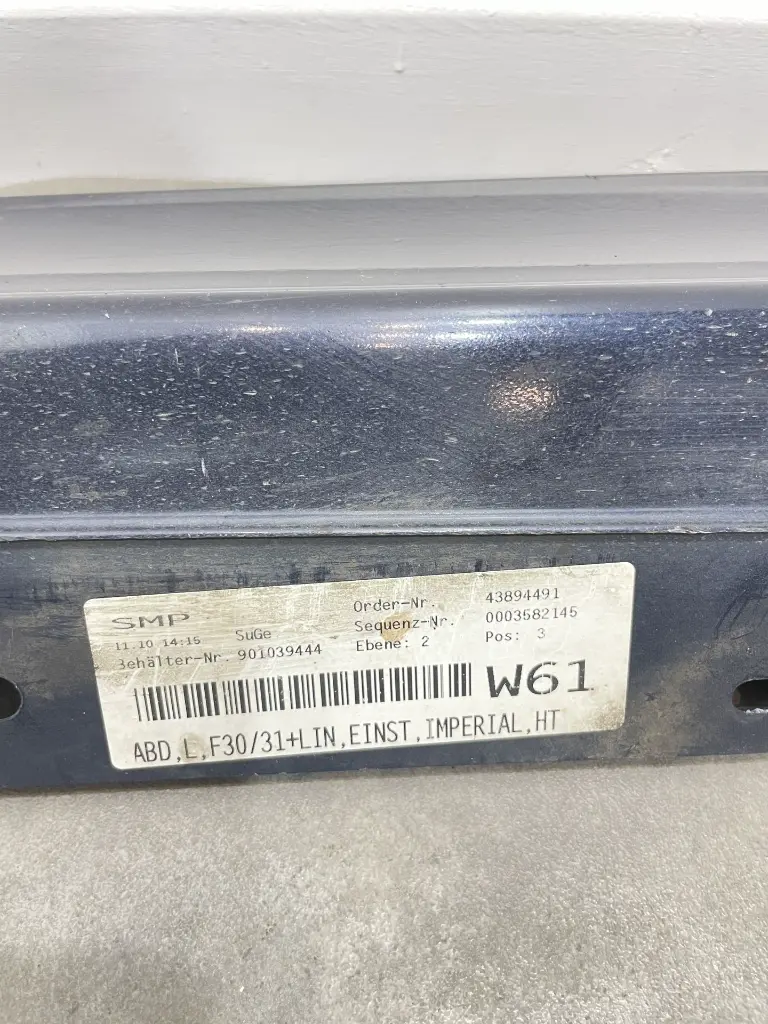 SMP
11.10 14:15 SuGe
Behälter-Nr. 901039444
Order-Nr. 43894491
Sequenz-Nr. 0003582145
Ebene: 2 Pos: 3
W61
ABD,L,F30/31+LIN,EINST,IMPERIAL,HT